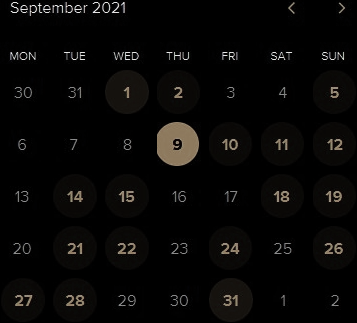 September 2021
MON TUE WED THU FRI SAT SUN
30 31 1 2 3 4 5
6 7 8 9 10 11 12
13 14 15 16 17 18 19
20 21 22 23 24 25 26
27 28 29 30 31 1 2